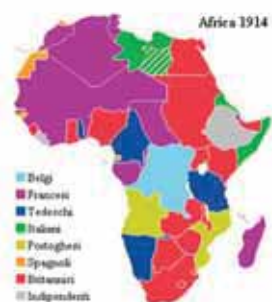 Africa 1914
Belgi
Francesi
Tedeschi
Italiani
Portoghesi
Spagnoli
Britannici
Indipendenti